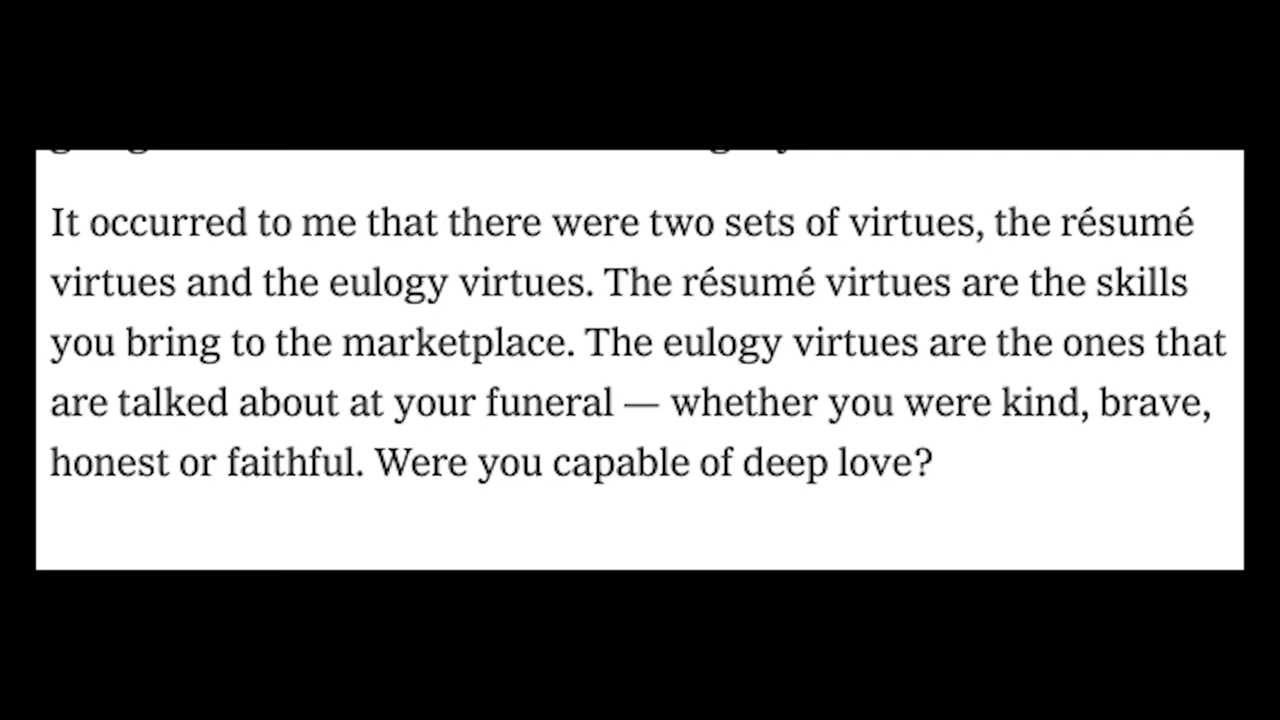 It occurred to me that there were two sets of virtues, the résumé
virtues and the eulogy virtues. The résumé virtues are the skills
you bring to the marketplace. The eulogy virtues are the ones that
are talked about at your funeral — whether you were kind, brave,
honest or faithful. Were you capable of deep love?